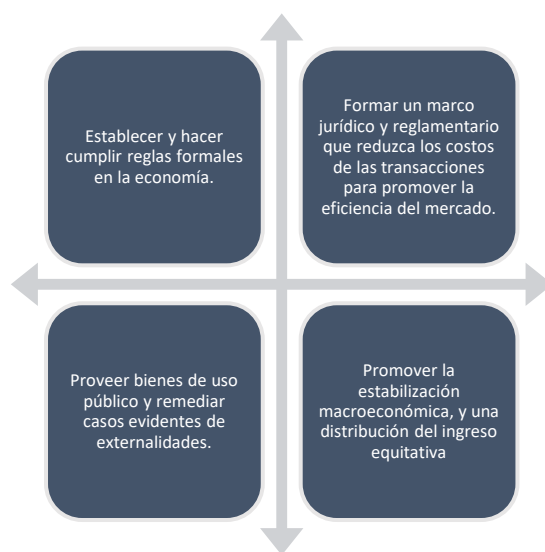 Establecer y hacer
cumplir reglas formales
en la economía.
Formar un marco
jurídico y reglamentario
que reduzca los costos
de las transacciones
para promover la
eficiencia del mercado.
Proveer bienes de uso
público y remediar
casos evidentes de
externalidades.
Promover la
estabilización
macroeconómica, y una
distribución del ingreso
equitativa